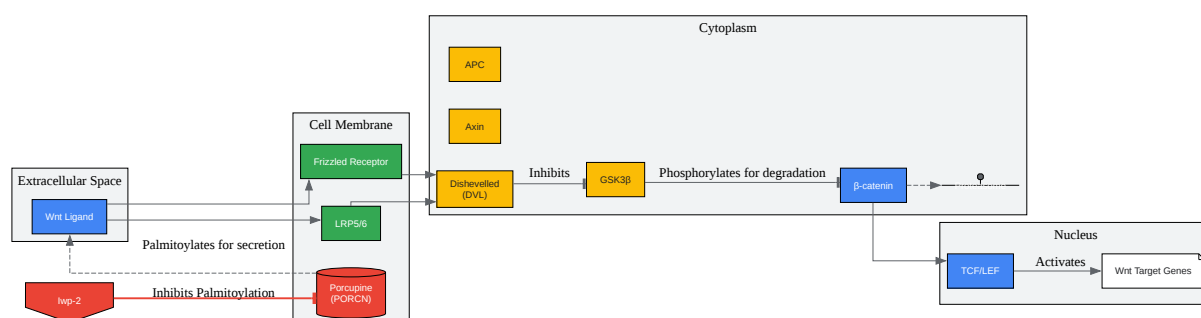 Cytoplasm
APC
Axin
Cell Membrane
Frizzled Receptor
Extracellular Space
Wnt Ligand
LRP5/6
Dishevelled
(DVL)
Inhibits
GSK3β
Phosphorylates for degradation
β-catenin
Palmitoylates for secretion
Nucleus
TCF/LEF
Activates
Wnt Target Genes
Iwp-2
Inhibits Palmitoylation
Porcupine
(PORCN)